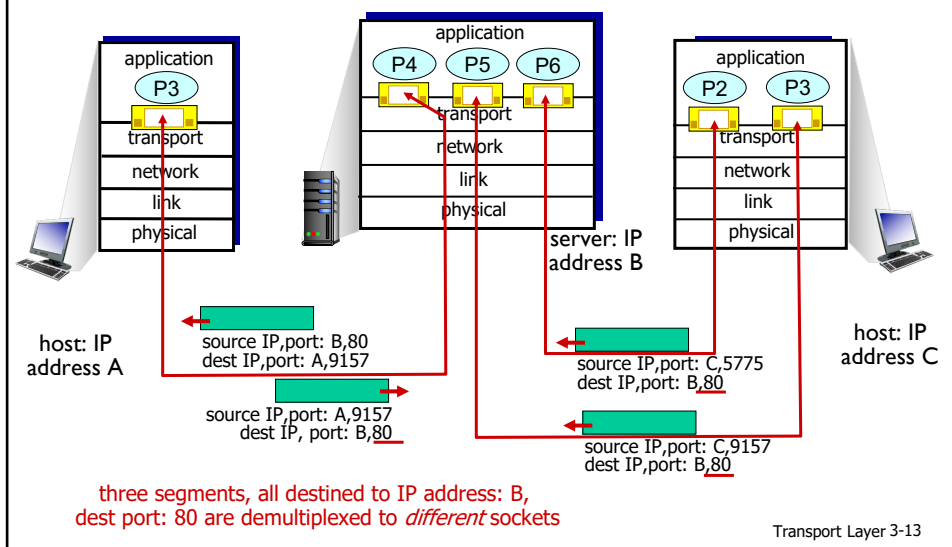 application
P3
transport
network
link
physical
host: IP
address A
application
P4 P5 P6
transport
network
link
physical
server: IP
address B
application
P2 P3
transport
network
link
physical
host: IP
address C
source IP,port: B,80
dest IP,port: A,9157
source IP,port: A,9157
dest IP, port: B,80
source IP,port: C,5775
dest IP,port: B,80
source IP,port: C,9157
dest IP,port: B,80
three segments, all destined to IP address: B,
dest port: 80 are demultiplexed to different sockets
Transport Layer 3-13